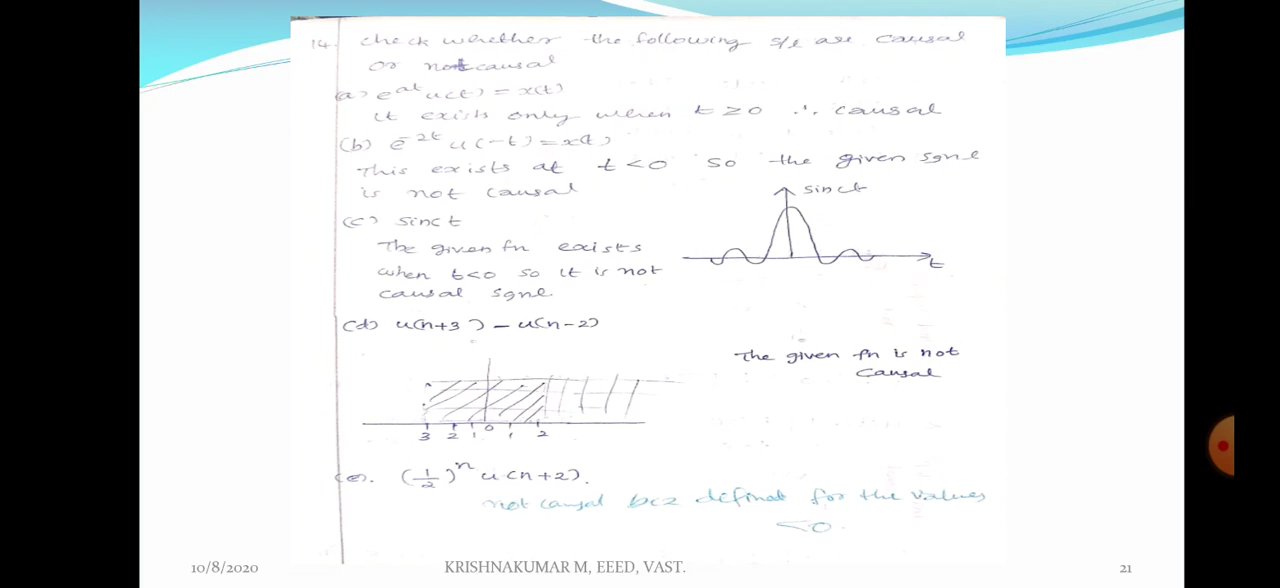 14. check whether the following s/l are causal
or not causal
(a) e^at u(t) = x(t)
it exists only when t ≥ 0 ∴ causal
(b) e^-2t u(-t) = x(t)
This exists at t < 0 so the given sgnl
is not causal
(c) sinc t
sinc t
The given fn exists
when t<0 so it is not
causal sgnl.
t
(d) u(n+3) - u(n-2)
The given fn is not
causal
3 2 1 0 1 2
(e). (1/2)^n u(n+2).
not causal bcz defined for the values
<0.
10/8/2020
KRISHNAKUMAR M, EEED, VAST.
21